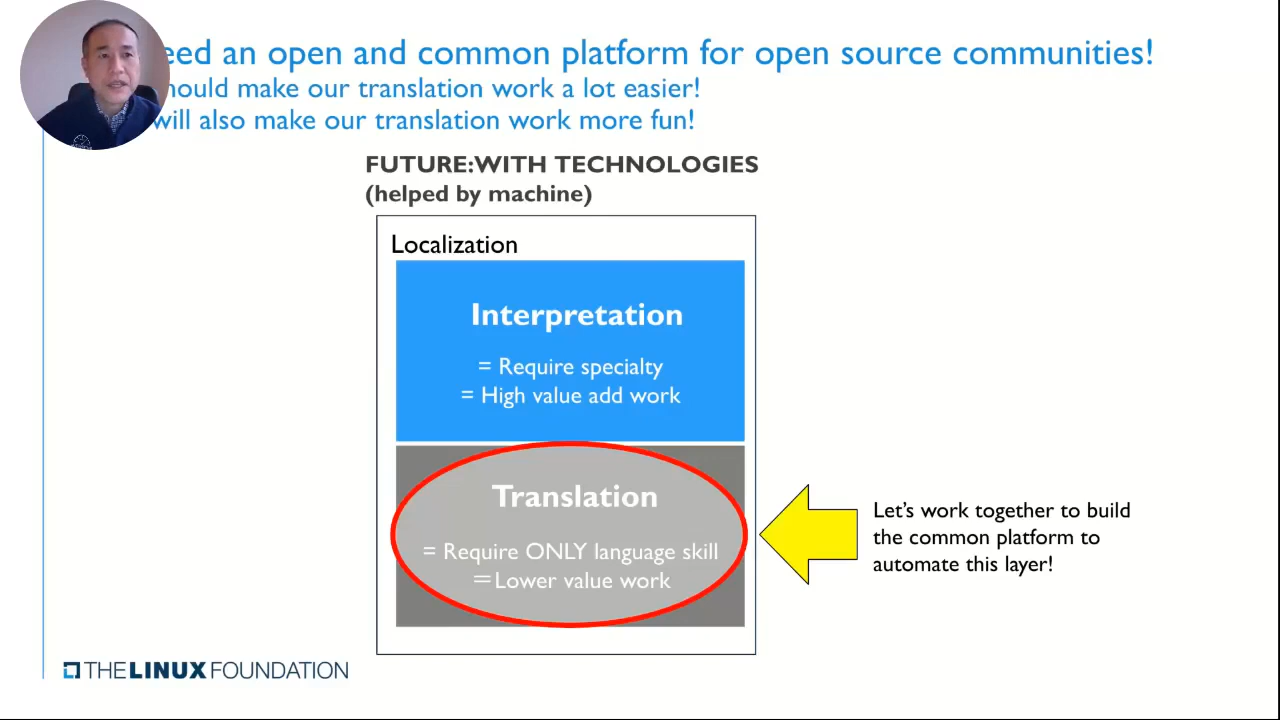 eed an open and common platform for open source communities!
hould make our translation work a lot easier!
will also make our translation work more fun!
FUTURE:WITH TECHNOLOGIES
(helped by machine)
Localization
Interpretation
= Require specialty
= High value add work
Translation
= Require ONLY language skill
=Lower value work
Let's work together to build
the common platform to
automate this layer!
THE LINUX FOUNDATION